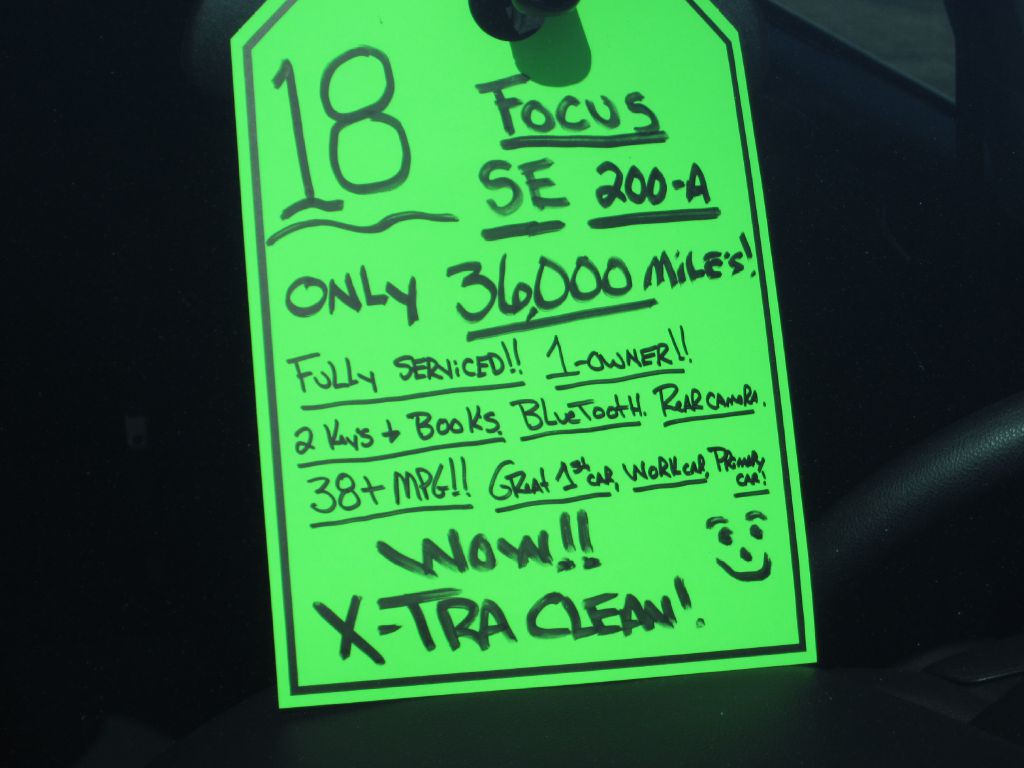 18 Focus
SE 200-A
ONLY 36,000 MiLE'S!
FULLY SERViCED!! 1-OWNER!!
2 Key's + BOOKS. BLueTOOtH. ReAR CAMeRA.
38+ MPG!! GReat 1st CAR, WORK CAR, PRiMARy CAR!
WOW!!
X-TRA CLEAN!